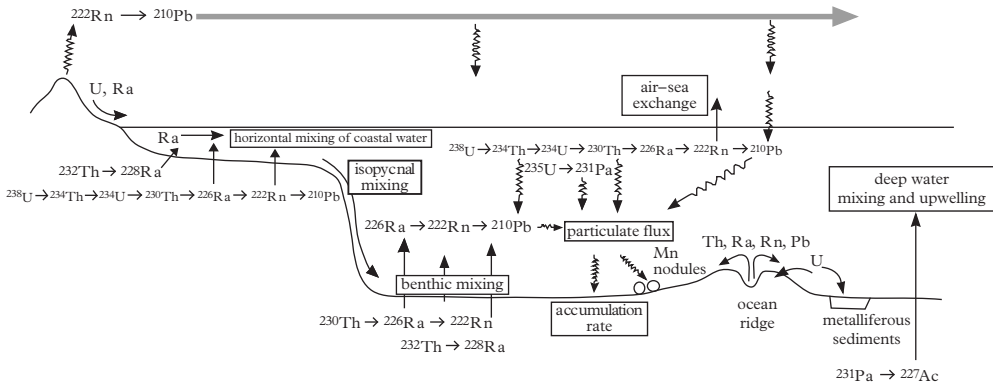 ²²²Rn → ²¹⁰Pb
U, Ra
air–sea
exchange
Ra
horizontal mixing of coastal water
²³⁸U → ²³⁴Th → ²³⁴U → ²³⁰Th → ²²⁶Ra → ²²²Rn → ²¹⁰Pb
²³²Th → ²²⁸Ra
isopycnal
mixing
²³⁵U → ²³¹Pa
deep water
mixing and upwelling
²³⁸U → ²³⁴Th → ²³⁴U → ²³⁰Th → ²²⁶Ra → ²²²Rn → ²¹⁰Pb
²²⁶Ra → ²²²Rn → ²¹⁰Pb
particulate flux
Th, Ra, Rn, Pb
Mn
nodules
U
benthic mixing
accumulation
rate
ocean
ridge
metalliferous
sediments
²³⁰Th → ²²⁶Ra → ²²²Rn
²³²Th → ²²⁸Ra
²³¹Pa → ²²⁷Ac